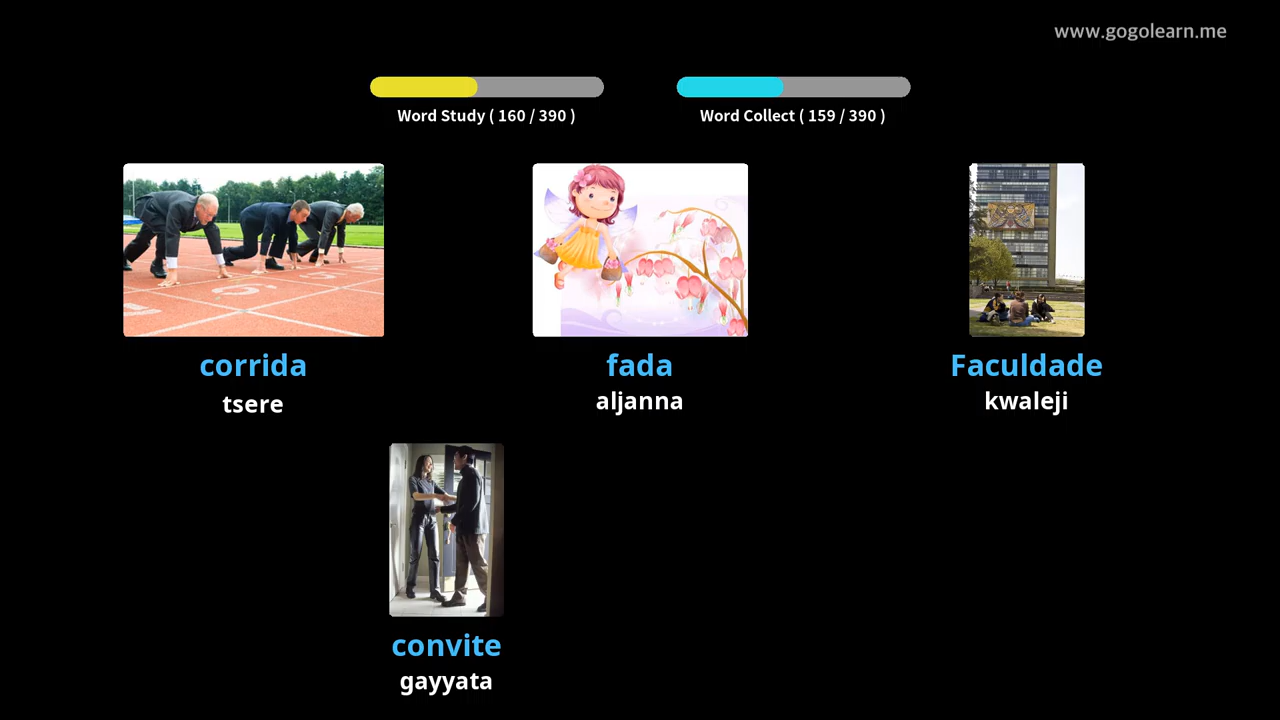 www.gogolearn.me
Word Study ( 160 / 390 )
Word Collect ( 159 / 390 )
corrida
tsere
fada
aljanna
Faculdade
kwaleji
convite
gayyata